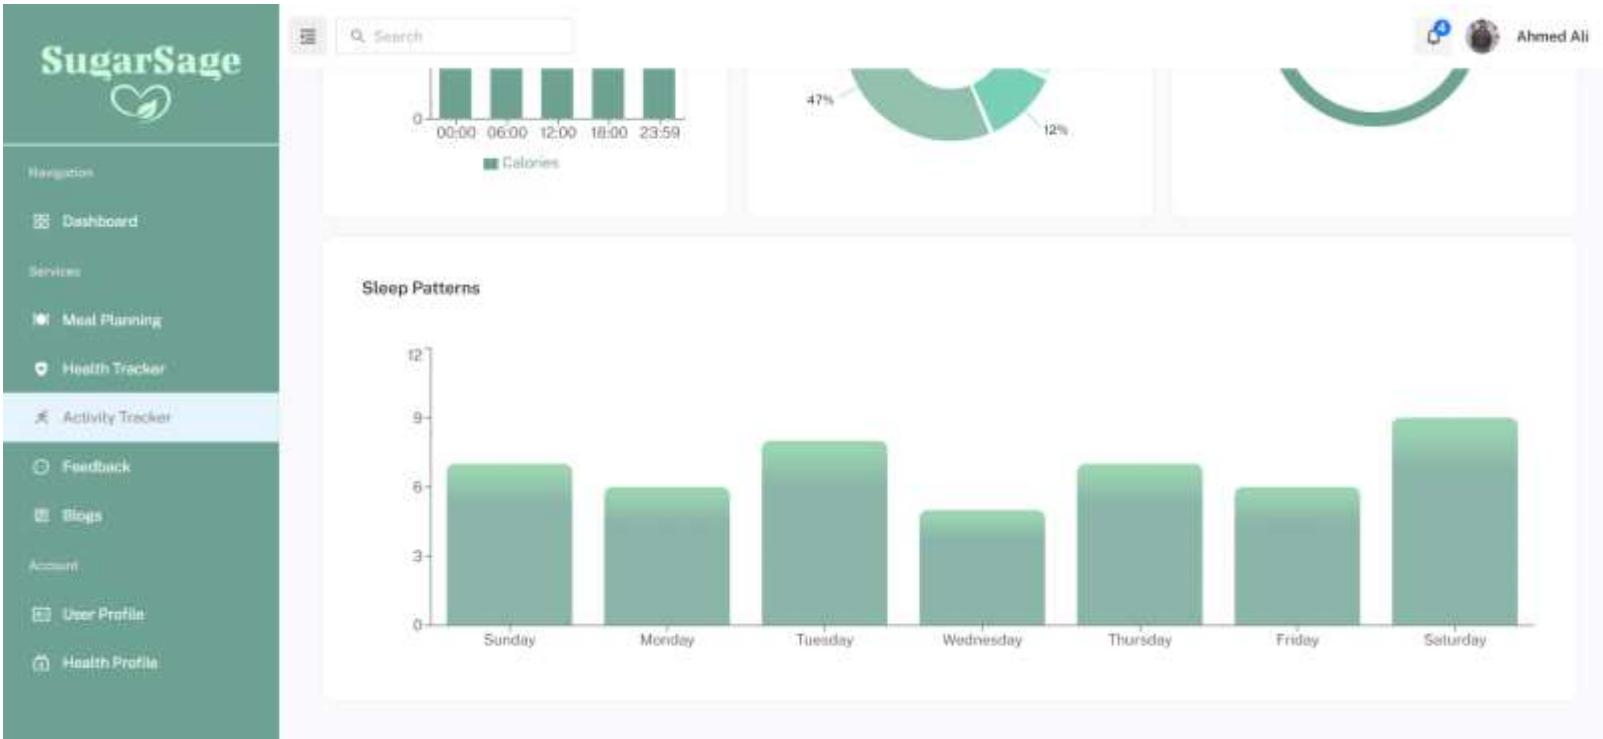 SugarSage
Navigation
Dashboard
Services
Meal Planning
Health Tracker
Activity Tracker
Feedback
Blogs
Account
User Profile
Health Profile
Search
4
Ahmed Ali
0
00:00 06:00 12:00 18:00 23:59
Calories
47%
12%
Sleep Patterns
12
9
6
3
0
Sunday Monday Tuesday Wednesday Thursday Friday Saturday